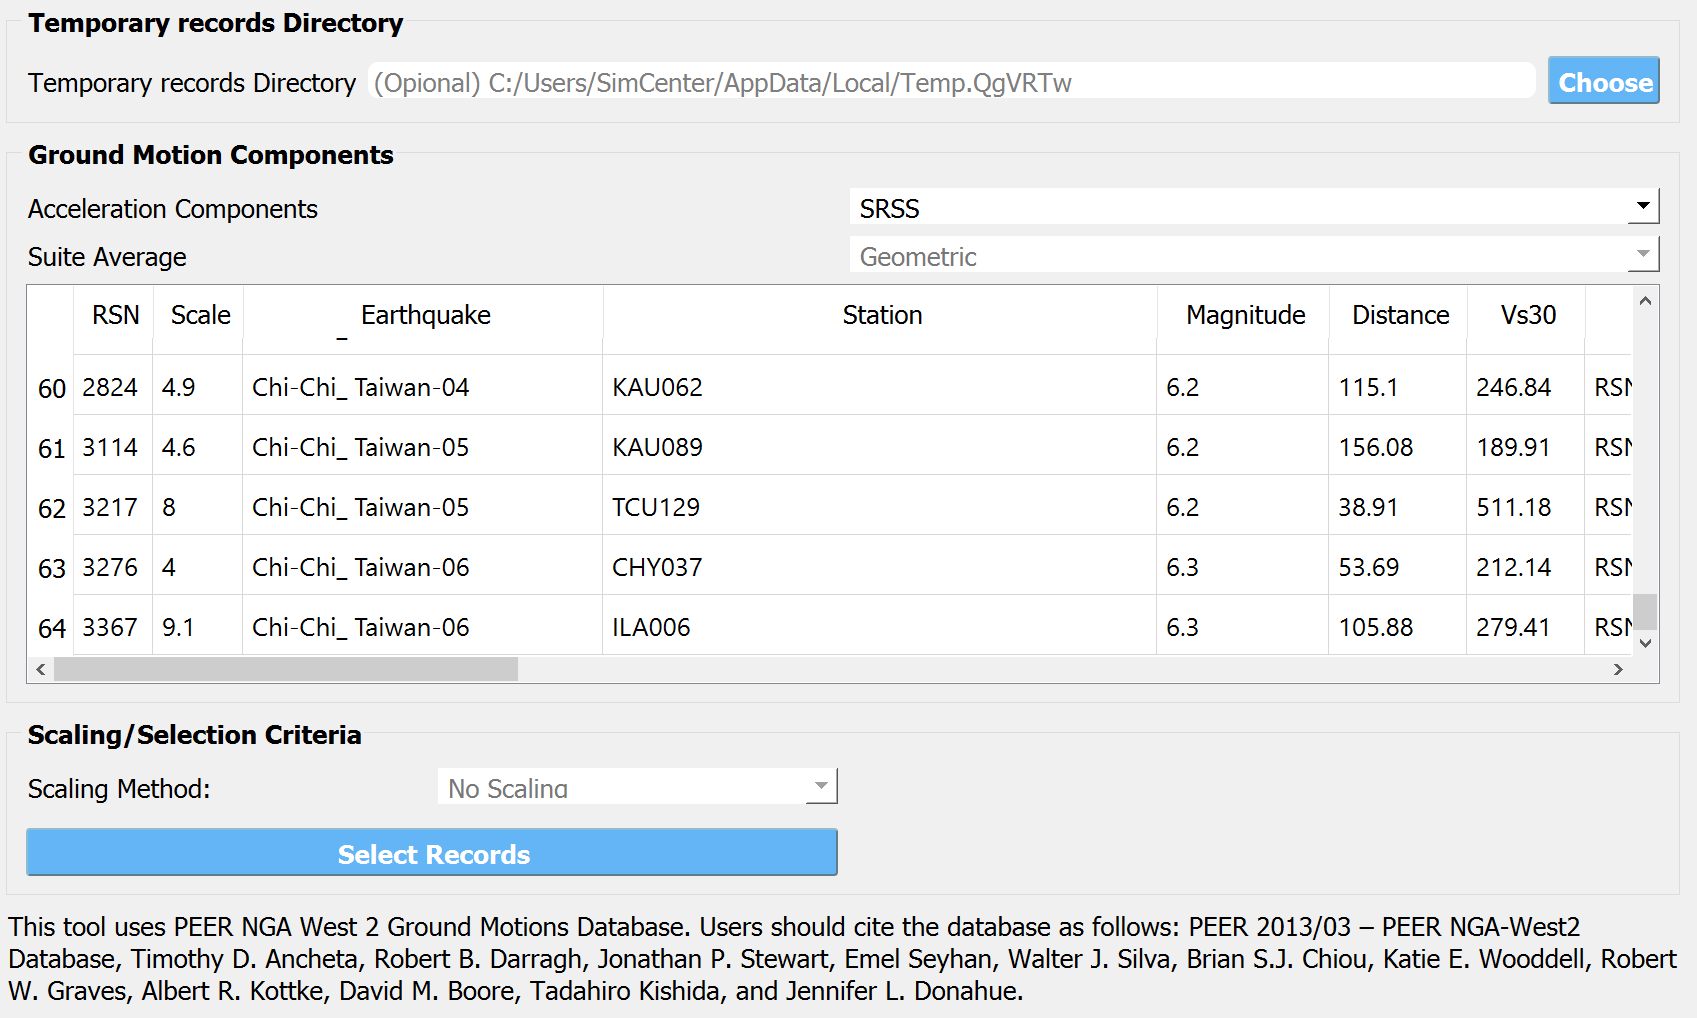 Temporary records Directory
Temporary records Directory (Opional) C:/Users/SimCenter/AppData/Local/Temp.QgVRTw Choose
Ground Motion Components
Acceleration Components SRSS
Suite Average Geometric
RSN Scale Earthquake Station Magnitude Distance Vs30
60 2824 4.9 Chi-Chi_ Taiwan-04 KAU062 6.2 115.1 246.84 RSN
61 3114 4.6 Chi-Chi_ Taiwan-05 KAU089 6.2 156.08 189.91 RSN
62 3217 8 Chi-Chi_ Taiwan-05 TCU129 6.2 38.91 511.18 RSN
63 3276 4 Chi-Chi_ Taiwan-06 CHY037 6.3 53.69 212.14 RSN
64 3367 9.1 Chi-Chi_ Taiwan-06 ILA006 6.3 105.88 279.41 RSN
Scaling/Selection Criteria
Scaling Method: No Scaling
Select Records
This tool uses PEER NGA West 2 Ground Motions Database. Users should cite the database as follows: PEER 2013/03 – PEER NGA-West2
Database, Timothy D. Ancheta, Robert B. Darragh, Jonathan P. Stewart, Emel Seyhan, Walter J. Silva, Brian S.J. Chiou, Katie E. Wooddell, Robert
W. Graves, Albert R. Kottke, David M. Boore, Tadahiro Kishida, and Jennifer L. Donahue.